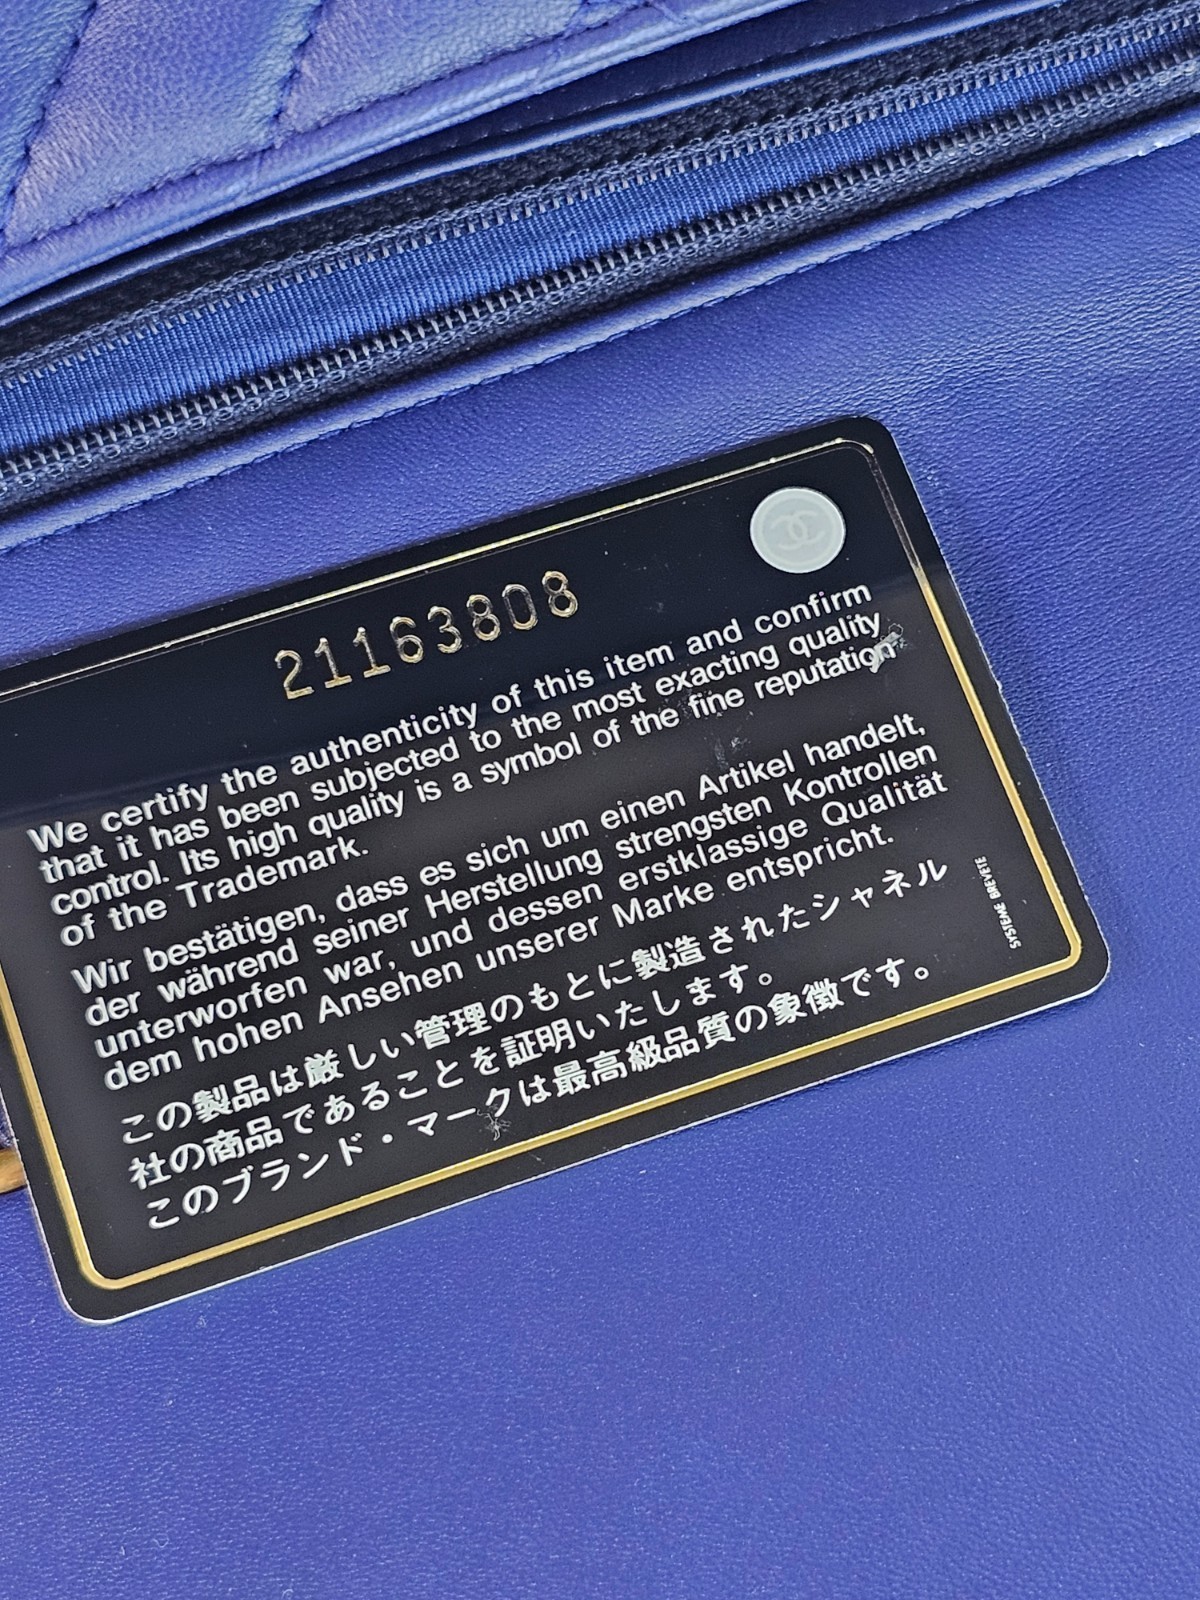 21163808
We certify the authenticity of this item and confirm
that it has been subjected to the most exacting quality
control. Its high quality is a symbol of the fine reputation
of the Trademark.
Wir bestätigen, dass es sich um einen Artikel handelt,
der während seiner Herstellung strengsten Kontrollen
unterworfen war, und dessen erstklassige Qualität
dem hohen Ansehen unserer Marke entspricht.
この製品は厳しい管理のもとに製造されたシャネル
社の商品であることを証明いたします。
このブランド・マークは最高級品質の象徴です。
SYSTEME BREVETE